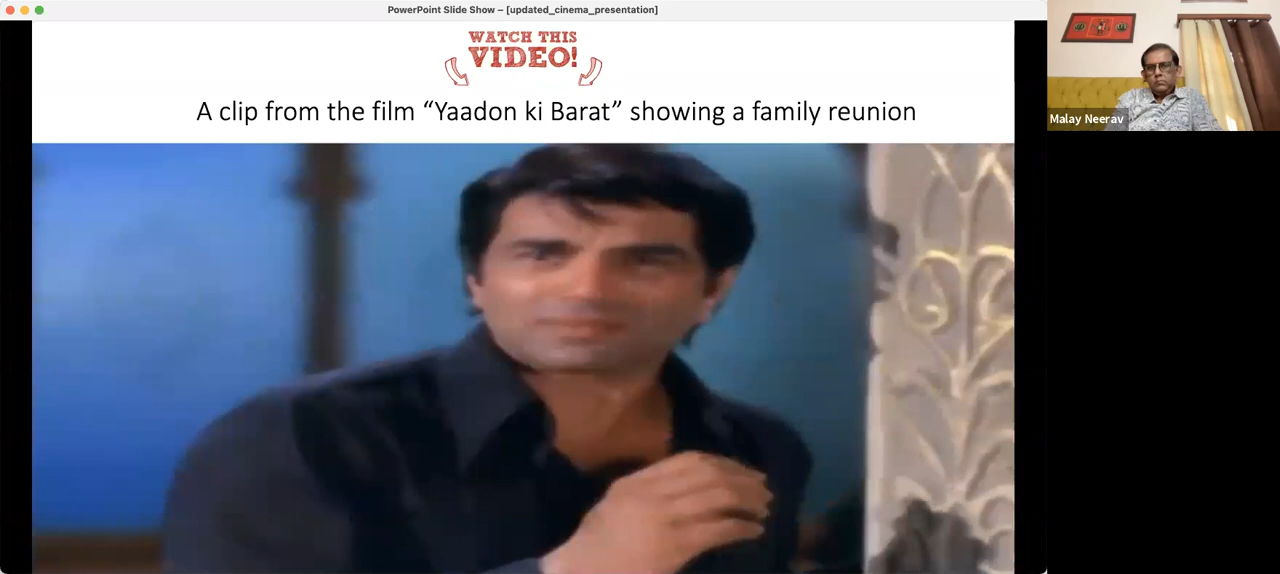 PowerPoint Slide Show – [updated_cinema_presentation]
WATCH THIS
VIDEO!
A clip from the film “Yaadon ki Barat” showing a family reunion
Malay Neerav